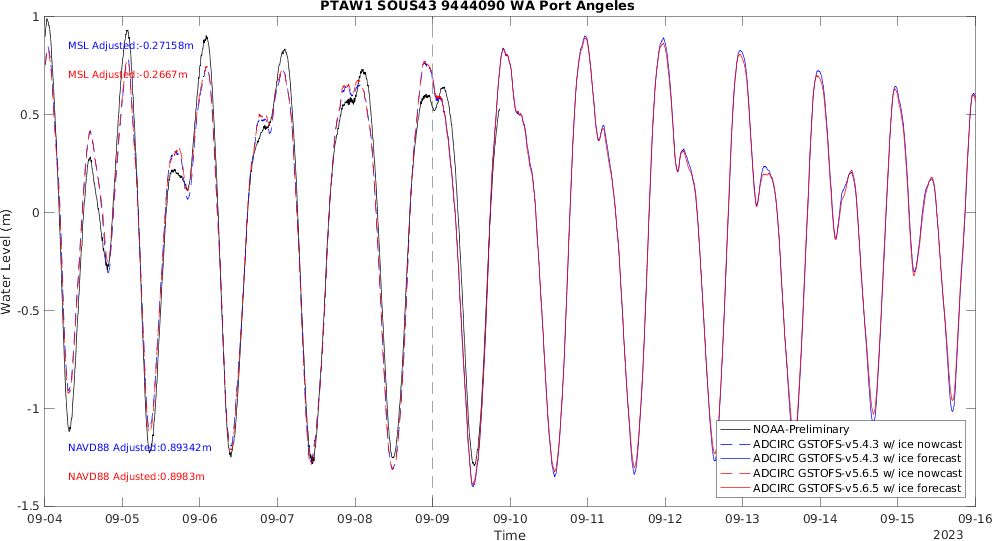 PTAW1 SOUS43 9444090 WA Port Angeles
1
MSL Adjusted:-0.27158m
MSL Adjusted:-0.2667m
0.5
0
Water Level (m)
-0.5
-1
NOAA-Preliminary
NAVD88 Adjusted:0.89342m
ADCIRC GSTOFS-v5.4.3 w/ ice nowcast
ADCIRC GSTOFS-v5.4.3 w/ ice forecast
NAVD88 Adjusted:0.8983m
ADCIRC GSTOFS-v5.6.5 w/ ice nowcast
ADCIRC GSTOFS-v5.6.5 w/ ice forecast
-1.5
09-04 09-05 09-06 09-07 09-08 09-09 09-10 09-11 09-12 09-13 09-14 09-15 09-16
Time
2023